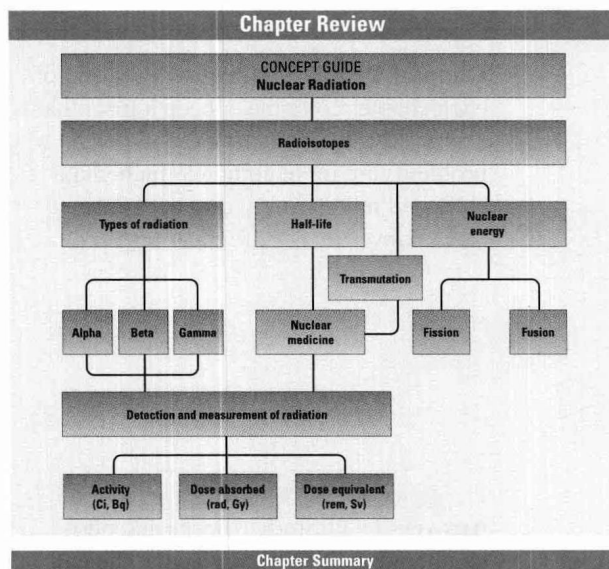 Chapter Review
CONCEPT GUIDE
Nuclear Radiation
Radioisotopes
Types of radiation
Half-life
Nuclear
energy
Transmutation
Alpha
Beta
Gamma
Nuclear
medicine
Fission
Fusion
Detection and measurement of radiation
Activity
(Ci, Bq)
Dose absorbed
(rad, Gy)
Dose equivalent
(rem, Sv)
Chapter Summary